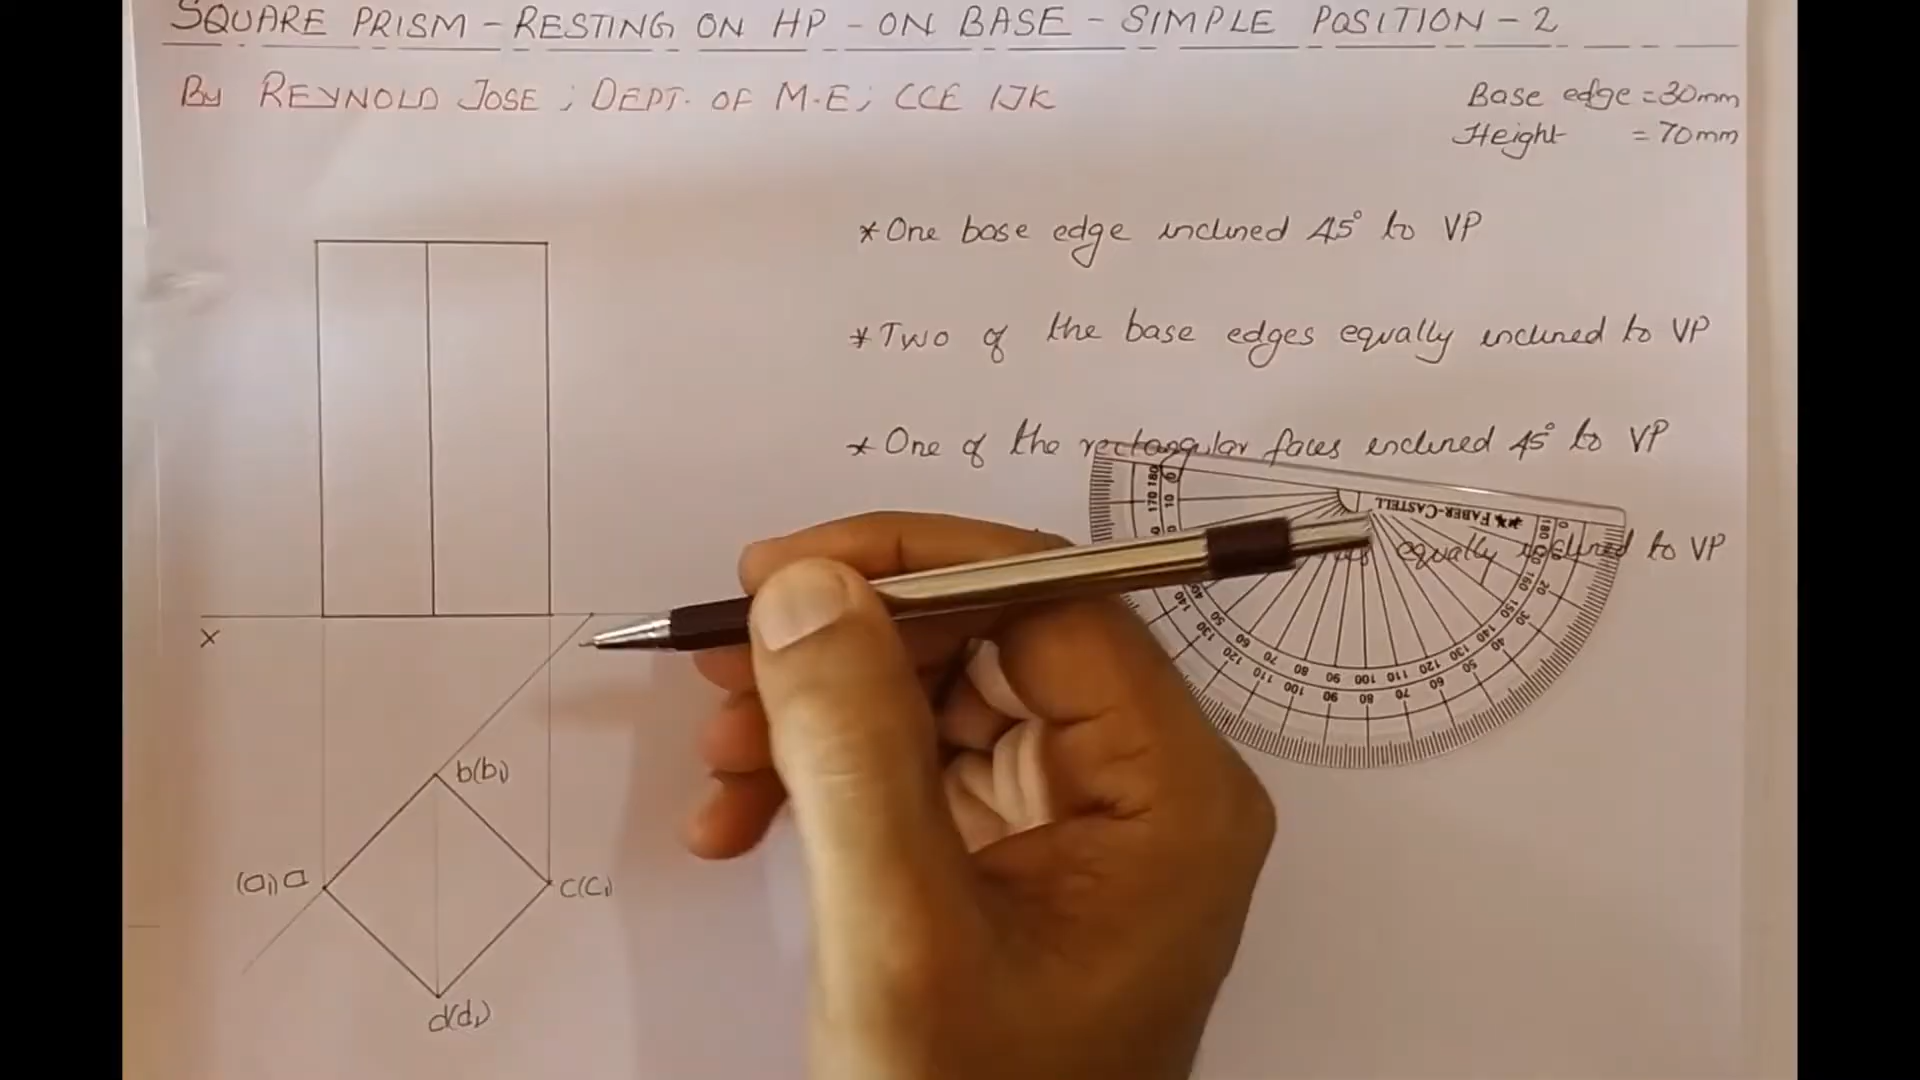 SQUARE PRISM - RESTING ON HP - ON BASE - SIMPLE POSITION - 2
By REYNOLD JOSE ; DEPT. OF M.E ; CCE IJK
Base edge = 30mm
Height = 70mm
* One base edge inclined 45° to VP
* Two of the base edges equally inclined to VP
* One of the rectangular faces inclined 45° to VP
equally inclined to VP
FABER-CASTELL
X
b(b₁)
(a₁) a
c(c₁)
d(d₁)